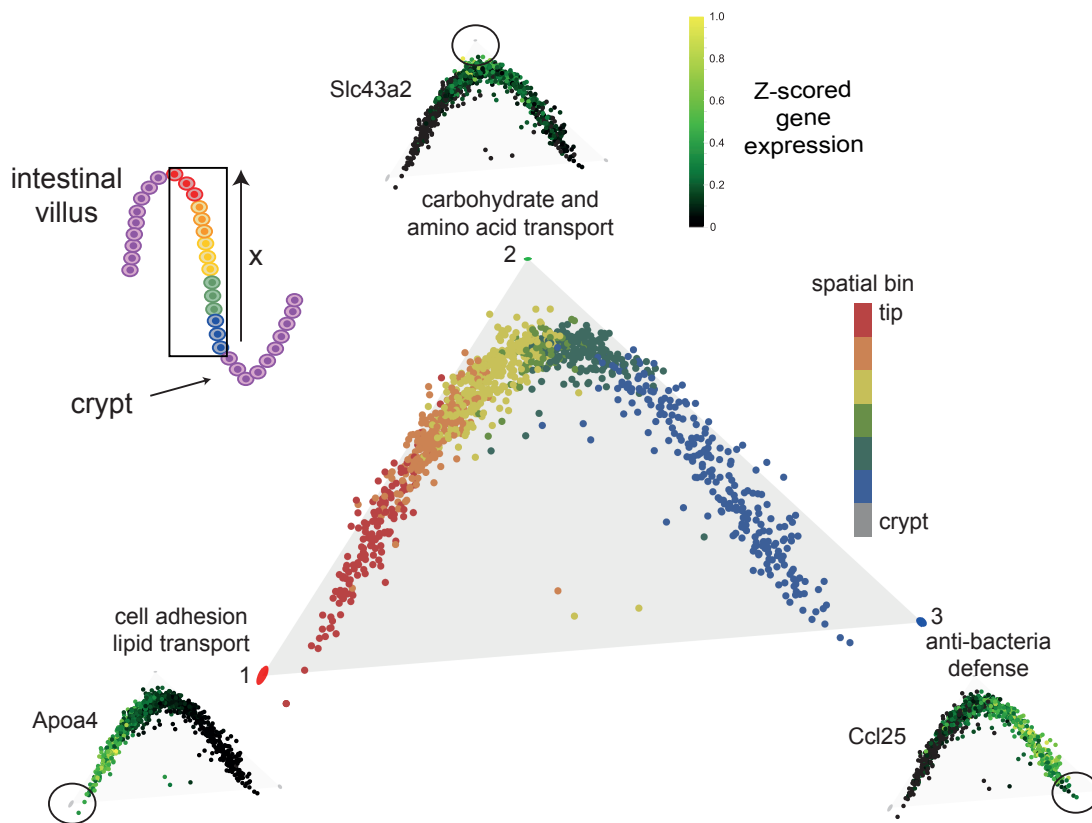 Slc43a2
1.0
0.8
0.6
0.4
0.2
0
Z-scored
gene
expression
intestinal
villus
x
crypt
carbohydrate and
amino acid transport
2
spatial bin
tip
crypt
cell adhesion
lipid transport
1
3
anti-bacteria
defense
Apoa4
Ccl25